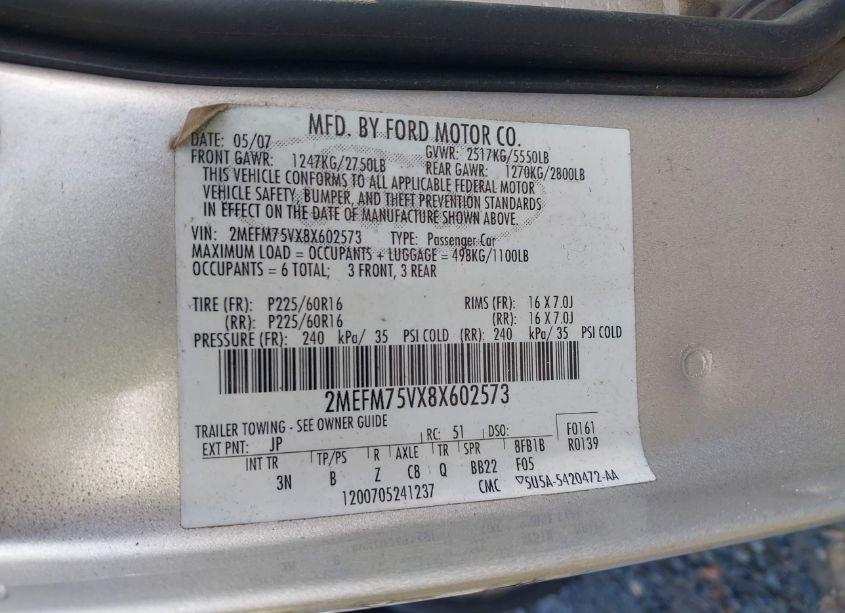 MFD. BY FORD MOTOR CO.
DATE: 05/07 GVWR: 2517KG/5550LB
FRONT GAWR: 1247KG/2750LB REAR GAWR: 1270KG/2800LB
THIS VEHICLE CONFORMS TO ALL APPLICABLE FEDERAL MOTOR
VEHICLE SAFETY, BUMPER, AND THEFT PREVENTION STANDARDS
IN EFFECT ON THE DATE OF MANUFACTURE SHOWN ABOVE.
VIN: 2MEFM75VX8X602573 TYPE: Passenger Car
MAXIMUM LOAD = OCCUPANTS + LUGGAGE = 498KG/1100LB
OCCUPANTS = 6 TOTAL; 3 FRONT, 3 REAR
TIRE (FR): P225/60R16 RIMS (FR): 16 X 7.0J
(RR): P225/60R16 (RR): 16 X 7.0J
PRESSURE (FR): 240 kPa/ 35 PSI COLD (RR): 240 kPa/ 35 PSI COLD
2MEFM75VX8X602573
TRAILER TOWING - SEE OWNER GUIDE
EXT PNT: JP RC: 51 DSO: F0161
INT TR TP/PS R AXLE TR SPR 8FB1B R0139
3N B Z C8 Q BB22 F05
1200705241237 CMC ▽5U5A-5420472-AA